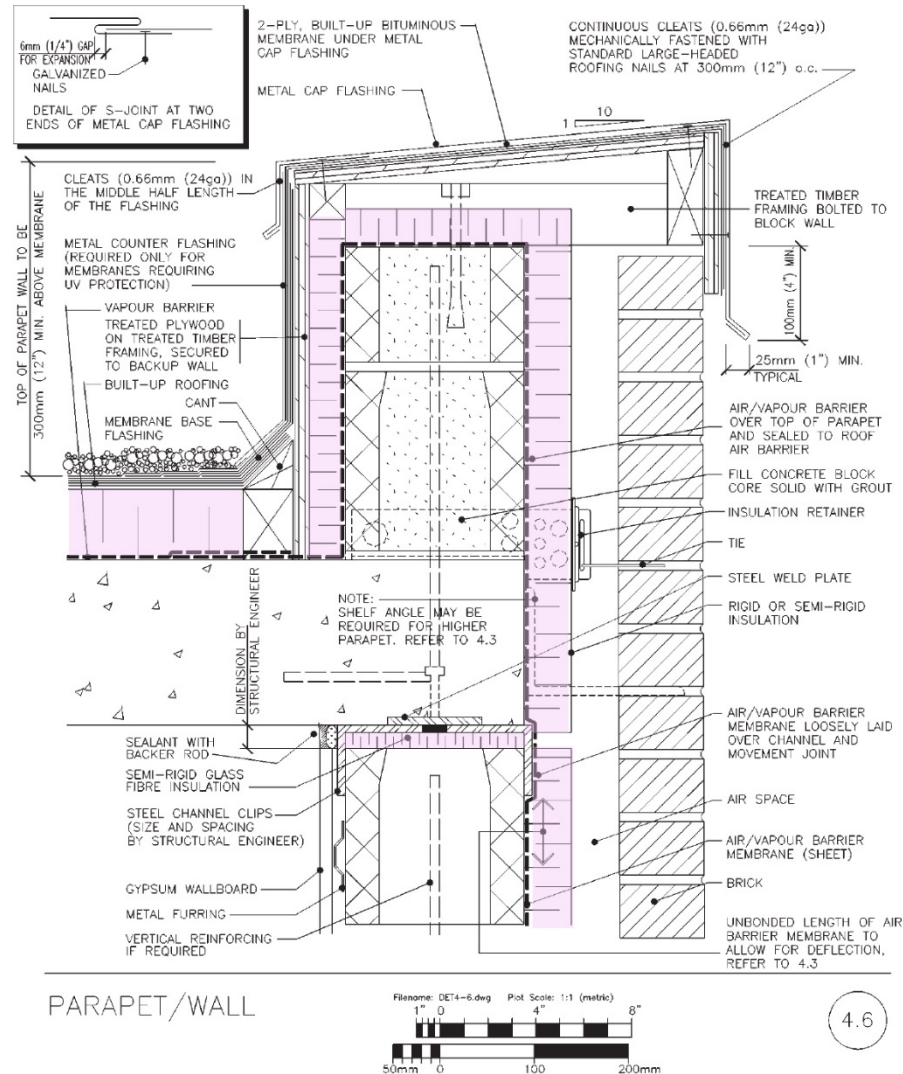 6mm (1/4") GAP
FOR EXPANSION
GALVANIZED
NAILS
DETAIL OF S-JOINT AT TWO
ENDS OF METAL CAP FLASHING
2-PLY, BUILT-UP BITUMINOUS
MEMBRANE UNDER METAL
CAP FLASHING
METAL CAP FLASHING
CONTINUOUS CLEATS (0.66mm (24ga))
MECHANICALLY FASTENED WITH
STANDARD LARGE-HEADED
ROOFING NAILS AT 300mm (12") o.c.
10
1
TOP OF PARAPET WALL TO BE
300mm (12") MIN. ABOVE MEMBRANE
CLEATS (0.66mm (24ga)) IN
THE MIDDLE HALF LENGTH
OF THE FLASHING
METAL COUNTER FLASHING
(REQUIRED ONLY FOR
MEMBRANES REQUIRING
UV PROTECTION)
VAPOUR BARRIER
TREATED PLYWOOD
ON TREATED TIMBER
FRAMING, SECURED
TO BACKUP WALL
BUILT-UP ROOFING
CANT
MEMBRANE BASE
FLASHING
TREATED TIMBER
FRAMING BOLTED TO
BLOCK WALL
100mm (4") MIN.
25mm (1") MIN.
TYPICAL
AIR/VAPOUR BARRIER
OVER TOP OF PARAPET
AND SEALED TO ROOF
AIR BARRIER
FILL CONCRETE BLOCK
CORE SOLID WITH GROUT
INSULATION RETAINER
TIE
STEEL WELD PLATE
RIGID OR SEMI-RIGID
INSULATION
NOTE:
SHELF ANGLE MAY BE
REQUIRED FOR HIGHER
PARAPET. REFER TO 4.3
DIMENSION BY
STRUCTURAL ENGINEER
SEALANT WITH
BACKER ROD
SEMI-RIGID GLASS
FIBRE INSULATION
STEEL CHANNEL CLIPS
(SIZE AND SPACING
BY STRUCTURAL ENGINEER)
GYPSUM WALLBOARD
METAL FURRING
VERTICAL REINFORCING
IF REQUIRED
AIR/VAPOUR BARRIER
MEMBRANE LOOSELY LAID
OVER CHANNEL AND
MOVEMENT JOINT
AIR SPACE
AIR/VAPOUR BARRIER
MEMBRANE (SHEET)
BRICK
UNBONDED LENGTH OF AIR
BARRIER MEMBRANE TO
ALLOW FOR DEFLECTION,
REFER TO 4.3
PARAPET/WALL
Filename: DET4-6.dwg Plot Scale: 1:1 (metric)
1" 0 4" 8"
50mm 0 100 200mm
4.6